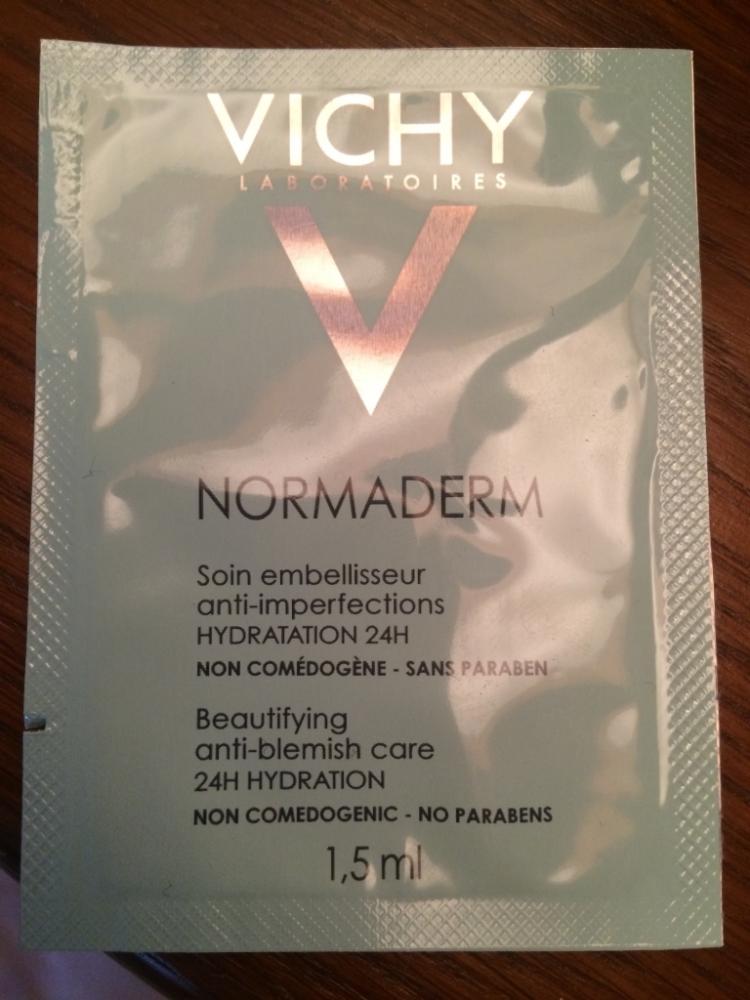 VICHY
LABORATOIRES
V
NORMADERM
Soin embellisseur
anti-imperfections
HYDRATATION 24H
NON COMÉDOGÈNE - SANS PARABEN
Beautifying
anti-blemish care
24H HYDRATION
NON COMEDOGENIC - NO PARABENS
1,5 ml